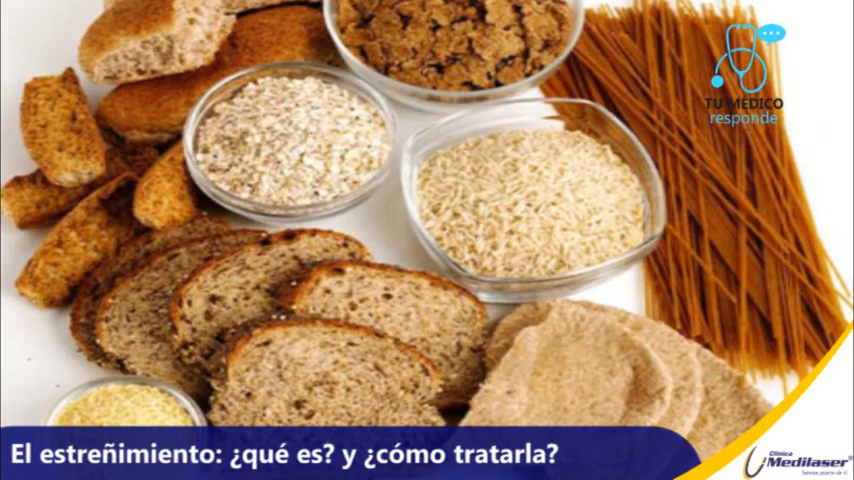 TU MÉDICO
responde
El estreñimiento: ¿qué es? y ¿cómo tratarla?
Clínica
Medilaser